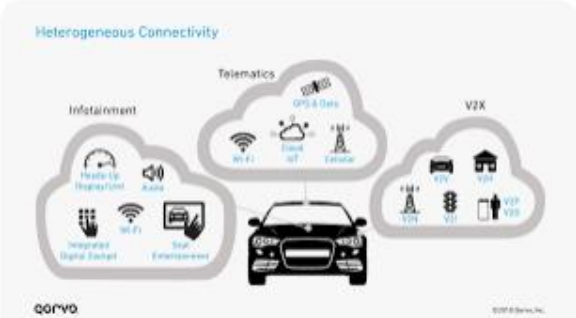 Heterogeneous Connectivity
Telematics
GPS & Data
Wi-Fi
Cloud
IoT
Cellular
Infotainment
Heads-Up
Display/Unit
Audio
Wi-Fi
Integrated
Digital Cockpit
Seat
Entertainment
V2X
V2V
V2H
V2N
V2I
V2P
QORVO